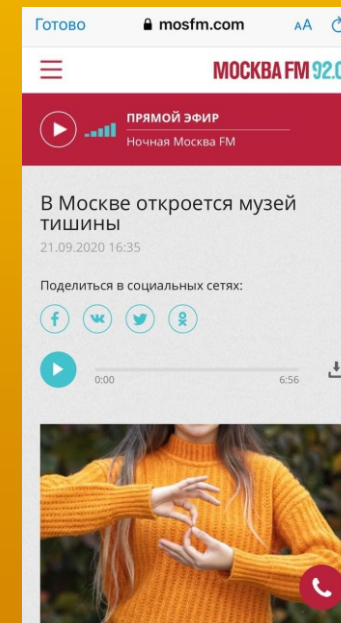 Готово mosfm.com AA
МОСКВА FM 92.0
ПРЯМОЙ ЭФИР
Ночная Москва FM
В Москве откроется музей
тишины
21.09.2020 16:35
Поделиться в социальных сетях:
0:00 6:56